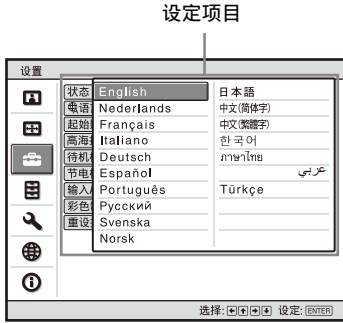 设定项目
设置
状态
语
起始
高海
待机
节电
输入/
彩色
重设
English
Nederlands
Français
Italiano
Deutsch
Español
Português
Русский
Svenska
Norsk
日本語
中文(简体字)
中文(繁體字)
한국어
ภาษาไทย
عربي
Türkçe
选择: 设定: ENTER